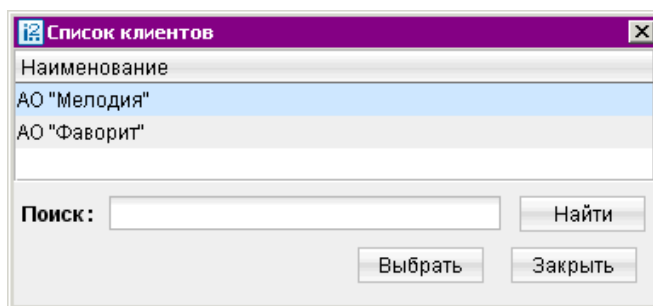 Список клиентов
Наименование
АО "Мелодия"
АО "Фаворит"
Поиск: Найти
Выбрать Закрыть